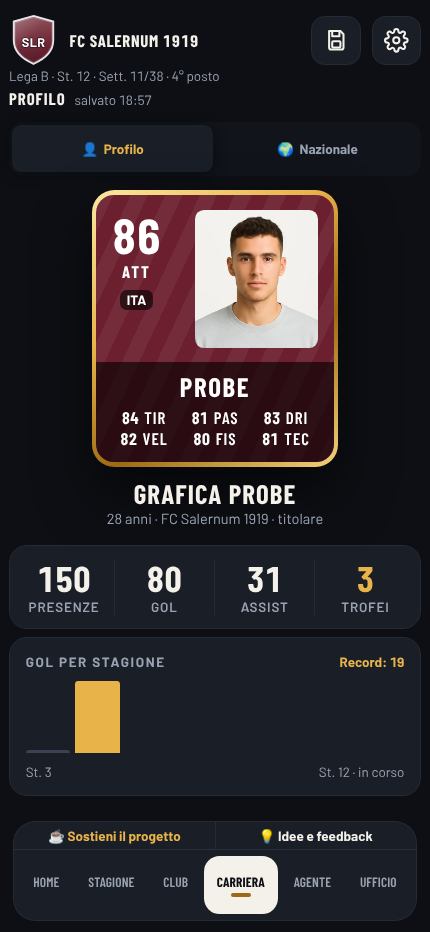 SLR
FC SALERNUM 1919
Lega B · St. 12 · Sett. 11/38 · 4° posto
PROFILO salvato 18:57
👤 Profilo
🌍 Nazionale
86
ATT
ITA
PROBE
84 TIR 81 PAS 83 DRI
82 VEL 80 FIS 81 TEC
GRAFICA PROBE
28 anni · FC Salernum 1919 · titolare
150 80 31 3
PRESENZE GOL ASSIST TROFEI
GOL PER STAGIONE Record: 19
St. 3 St. 12 · in corso
☕ Sostieni il progetto 💡 Idee e feedback
HOME STAGIONE CLUB CARRIERA AGENTE UFFICIO